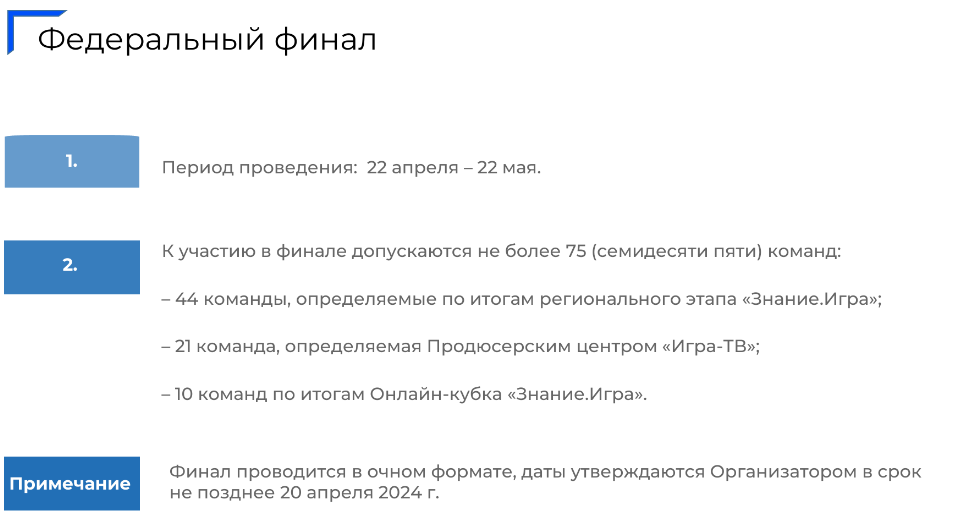 Федеральный финал
1.
Период проведения:  22 апреля – 22 мая.
2.
К участию в финале допускаются не более 75 (семидесяти пяти) команд:
– 44 команды, определяемые по итогам регионального этапа «Знание.Игра»;
– 21 команда, определяемая Продюсерским центром «Игра-ТВ»;
– 10 команд по итогам Онлайн-кубка «Знание.Игра».
Примечание
Финал проводится в очном формате, даты утверждаются Организатором в срок
не позднее 20 апреля 2024 г.